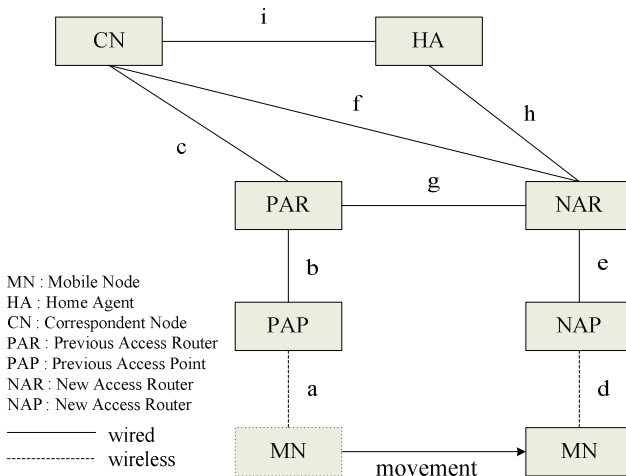 i
CN
HA
f
h
c
g
PAR
NAR
b
e
MN : Mobile Node
HA : Home Agent
CN : Correspondent Node
PAR : Previous Access Router
PAP : Previous Access Point
NAR : New Access Router
NAP : New Access Router
PAP
NAP
a
d
wired
wireless
MN
MN
movement